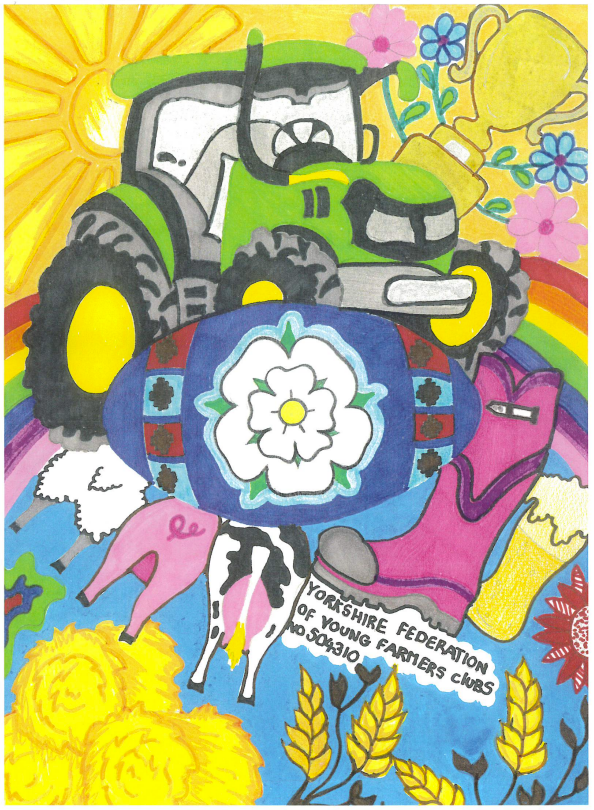 YORKSHIRE FEDERATION
OF YOUNG FARMERS CLUBS
NO 504310